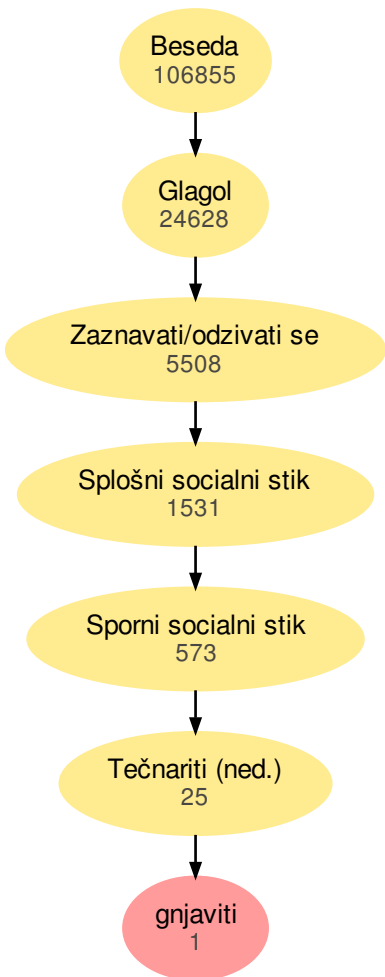 Beseda
106855
Glagol
24628
Zaznavati/odzivati se
5508
Splošni socialni stik
1531
Sporni socialni stik
573
Tečnariti (ned.)
25
gnjaviti
1